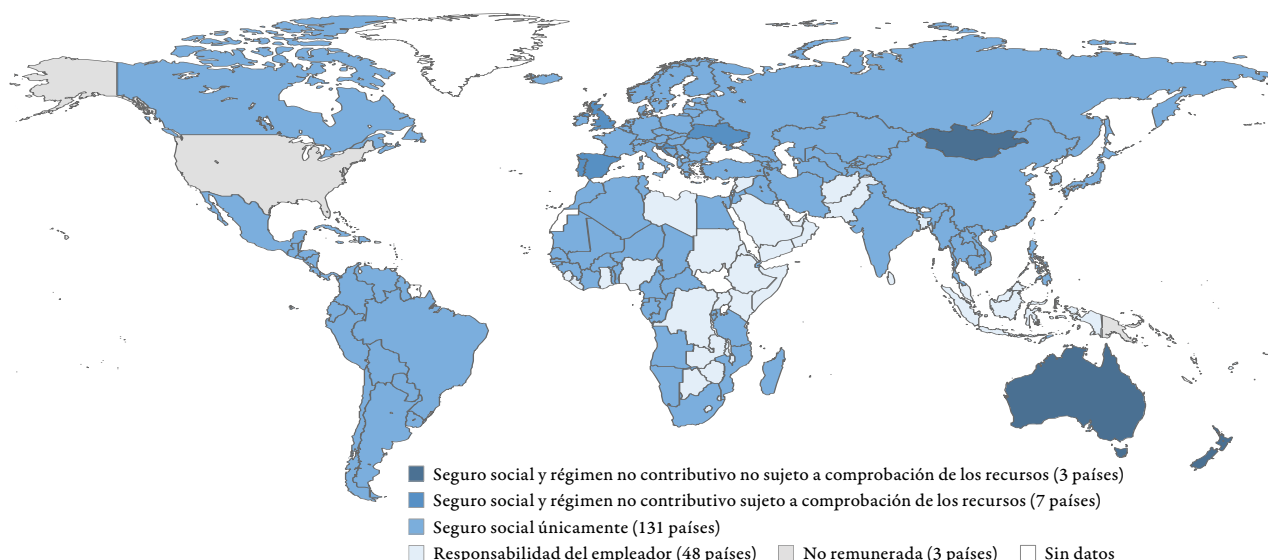 Seguro social y régimen no contributivo no sujeto a comprobación de los recursos (3 países)
Seguro social y régimen no contributivo sujeto a comprobación de los recursos (7 países)
Seguro social únicamente (131 países)
Responsabilidad del empleador (48 países) No remunerada (3 países) Sin datos